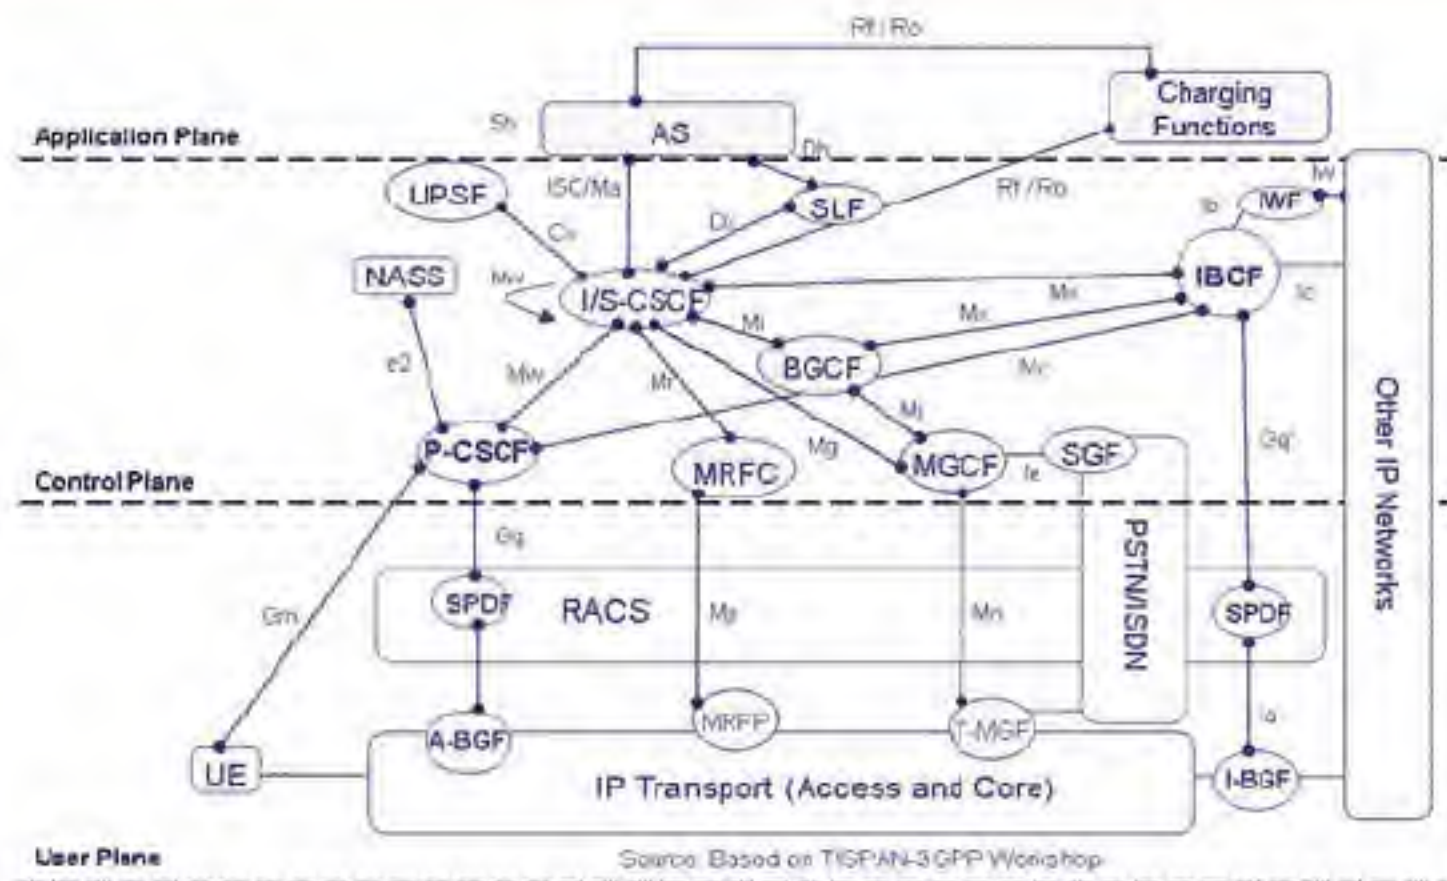 Rf / Ro
Charging
Functions
Sh
AS
Application Plane
Dh
Iw
UPSF
ISC/Ma
Rf / Ro
SLF
Ib
IWF
Cx
Dx
NASS
Mw
I/S-CSCF
IBCF
Mx
Ic
Mx
Mi
e2
Mw
Mr
BGCF
Mx
Other IP Networks
Mj
P-CSCF
MRFC
Mg
MGCF
Ie
SGF
Gq'
Control Plane
PSTN/ISDN
Gq
SPDF
RACS
Mp
Mn
SPDF
Gm
MRFP
T-MGF
Ia
A-BGF
UE
IP Transport (Access and Core)
I-BGF
User Plane
Source: Based on TISPAN-3GPP Workshop